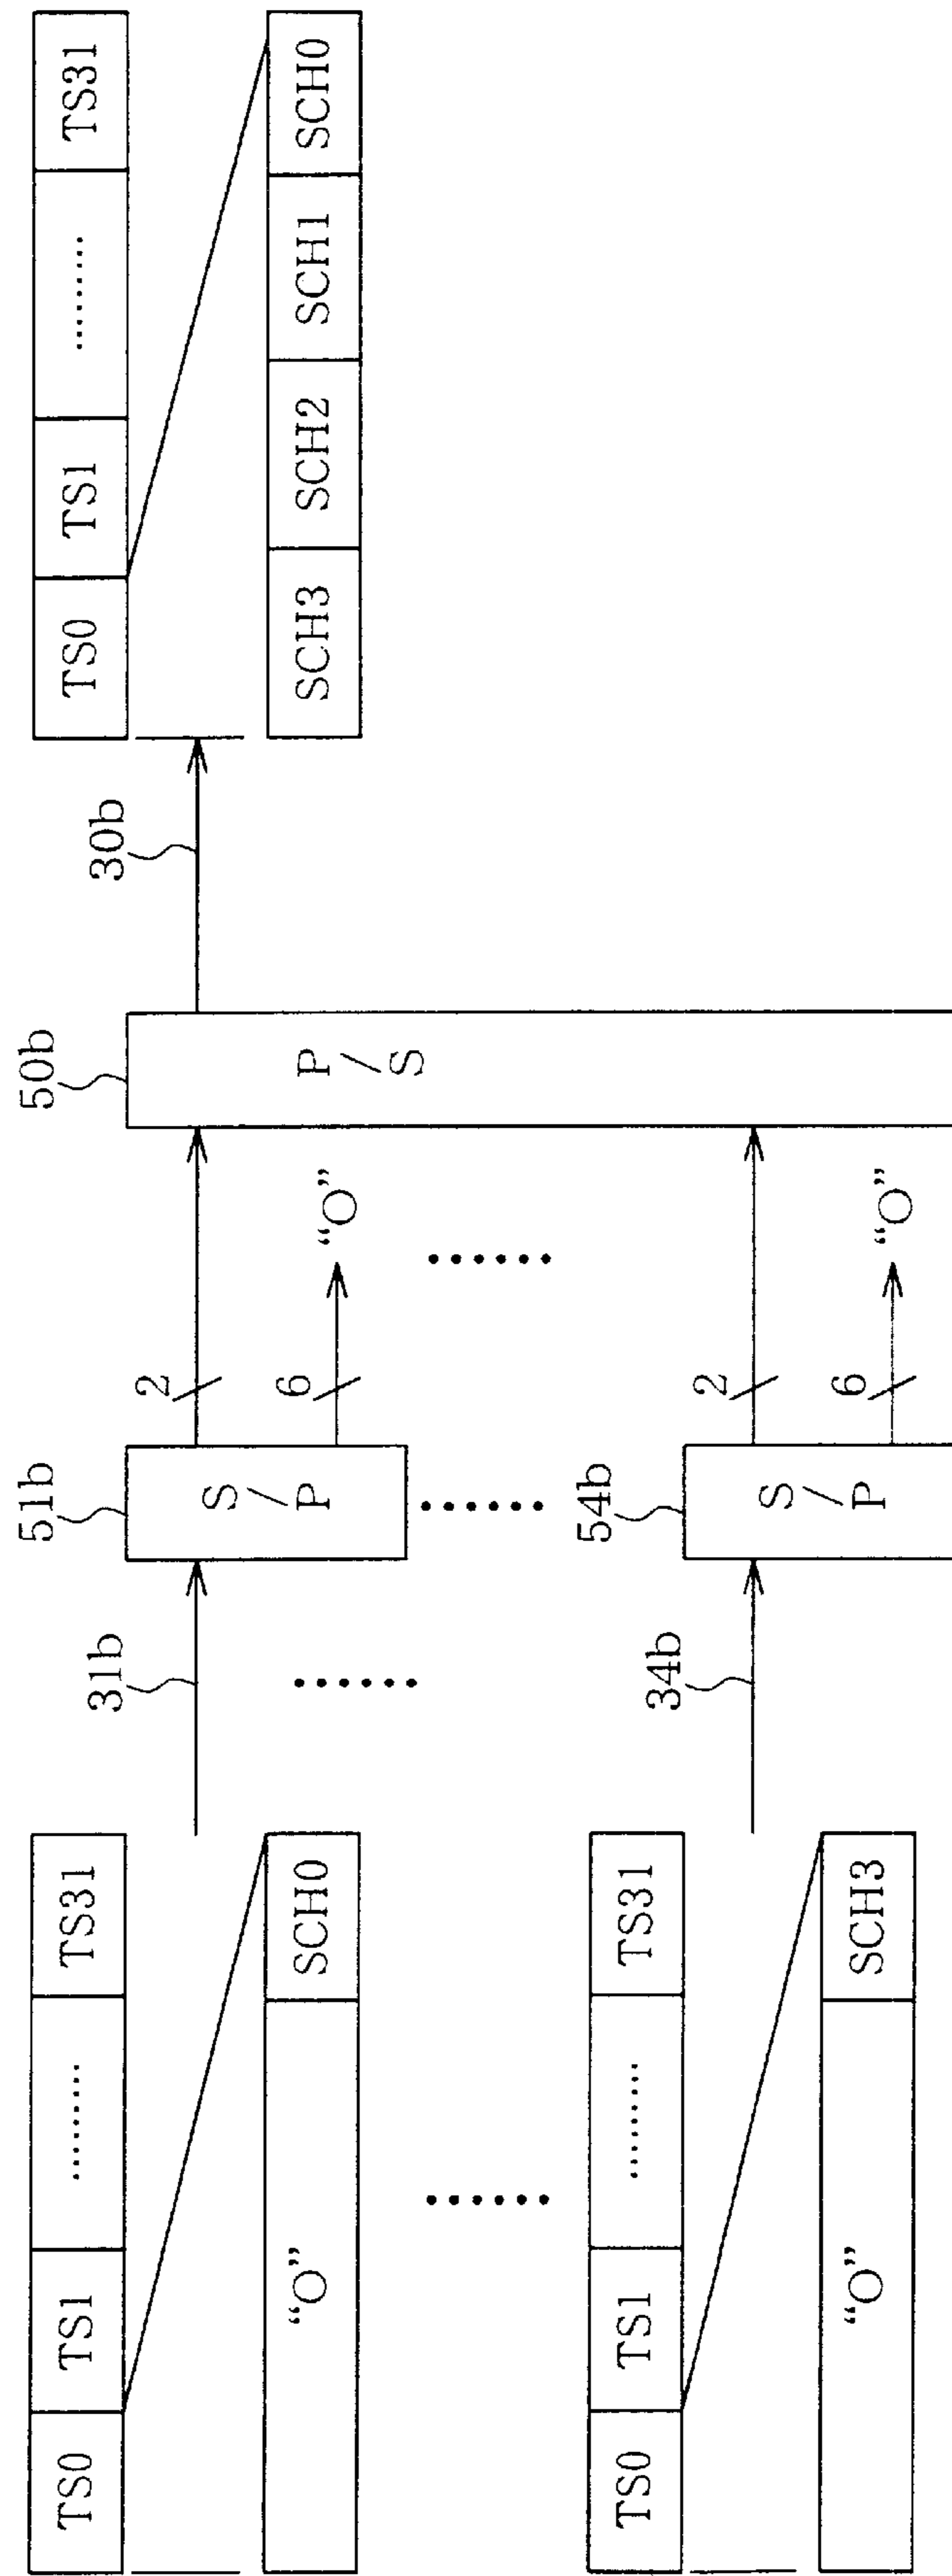 TS0 TS1 ········· TS31
"O" SCH0
······
TS0 TS1 ········· TS31
"O" SCH3
31b
······
34b
51b
S/P
······
54b
S/P
2
6
"O"
······
2
6
"O"
50b
P/S
30b
TS0 TS1 ········· TS31
SCH3 SCH2 SCH1 SCH0